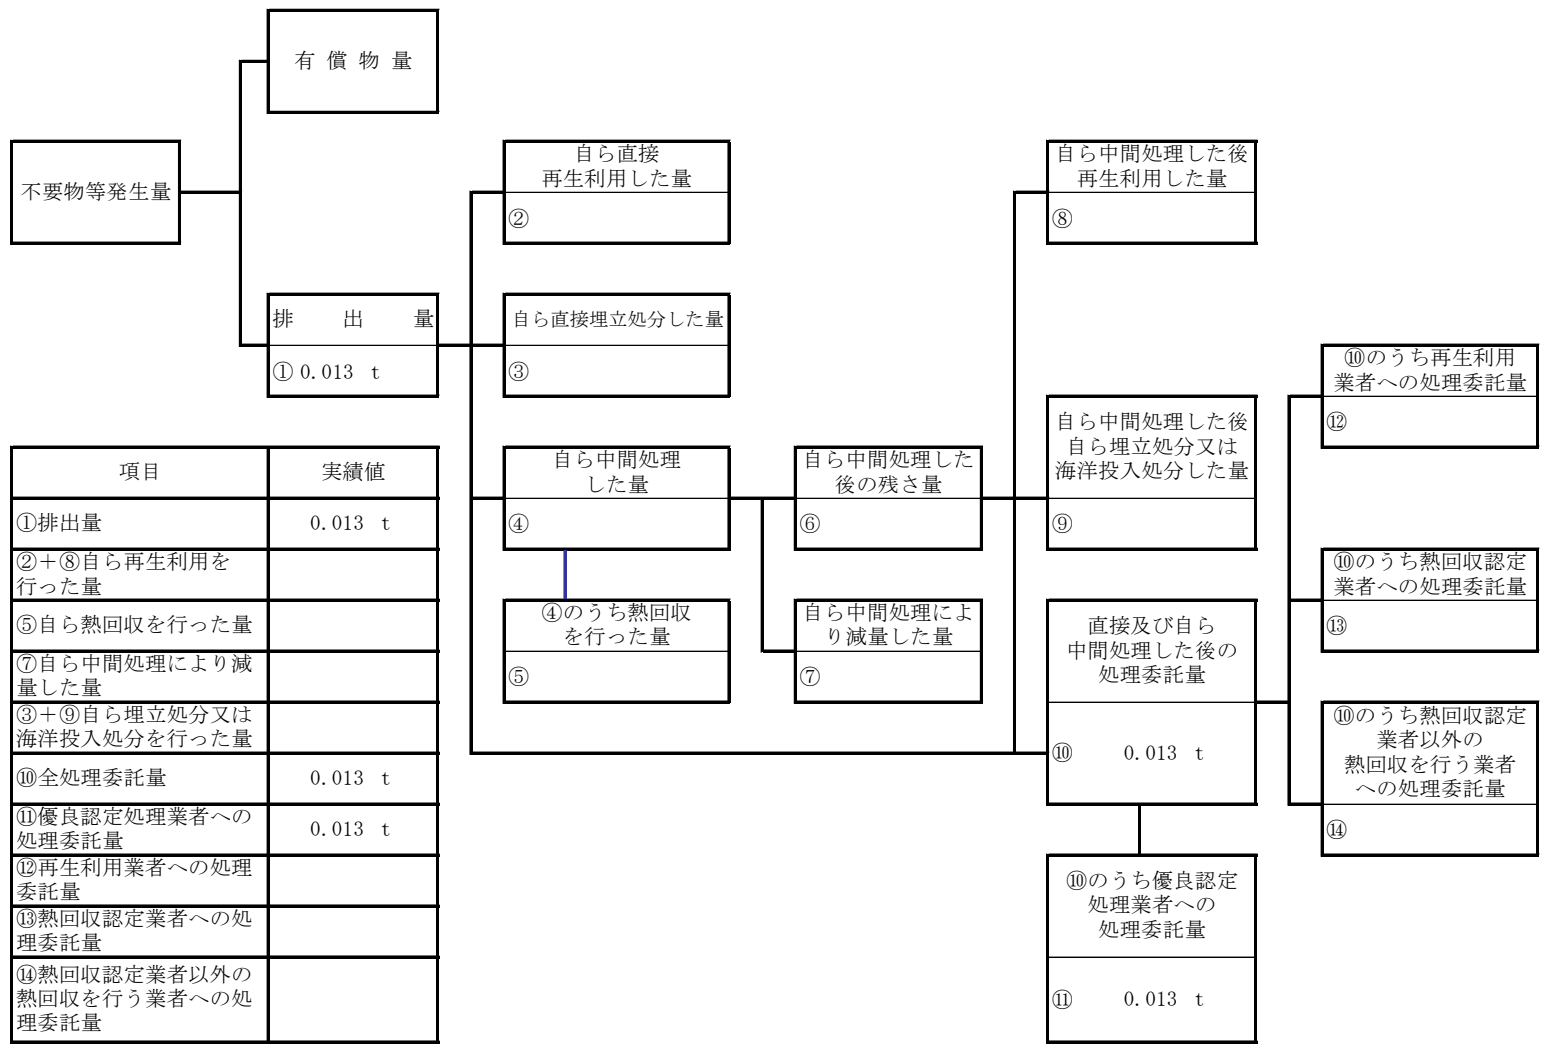 有 償 物 量
不要物等発生量
自ら直接
再生利用した量
②
自ら中間処理した後
再生利用した量
⑧
排 出 量
①0.013 t
自ら直接埋立処分した量
③
自ら中間処理
した量
④
④のうち熱回収
を行った量
⑤
自ら中間処理した
後の残さ量
⑥
自ら中間処理によ
り減量した量
⑦
自ら中間処理した後
自ら埋立処分又は
海洋投入処分した量
⑨
直接及び自ら
中間処理した後の
処理委託量
⑩ 0.013 t
⑩のうち優良認定
処理業者への
処理委託量
⑪ 0.013 t
⑩のうち再生利用
業者への処理委託量
⑫
⑩のうち熱回収認定
業者への処理委託量
⑬
⑩のうち熱回収認定
業者以外の
熱回収を行う業者
への処理委託量
⑭
項目 実績値
①排出量 0.013 t
②＋⑧自ら再生利用を
行った量
⑤自ら熱回収を行った量
⑦自ら中間処理により減
量した量
③＋⑨自ら埋立処分又は
海洋投入処分を行った量
⑩全処理委託量 0.013 t
⑪優良認定処理業者への
処理委託量 0.013 t
⑫再生利用業者への処理
委託量
⑬熱回収認定業者への処
理委託量
⑭熱回収認定業者以外の
熱回収を行う業者への処
理委託量